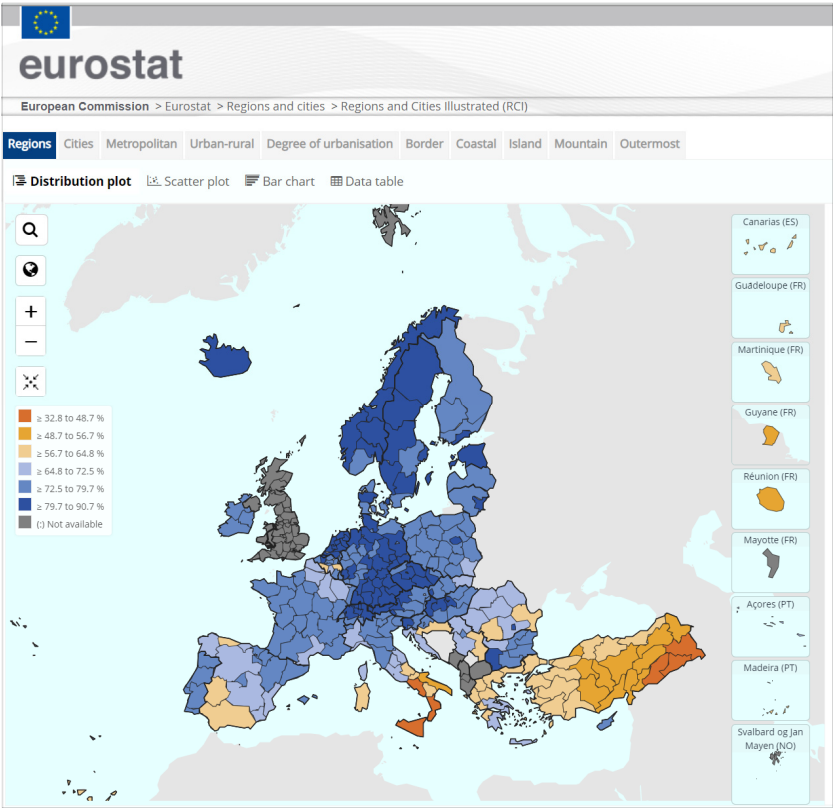 eurostat
European Commission > Eurostat > Regions and cities > Regions and Cities Illustrated (RCI)
Regions Cities Metropolitan Urban-rural Degree of urbanisation Border Coastal Island Mountain Outermost
Distribution plot Scatter plot Bar chart Data table
Canarias (ES)
Guadeloupe (FR)
+
−
Martinique (FR)
≥ 32.8 to 48.7 %
≥ 48.7 to 56.7 %
≥ 56.7 to 64.8 %
≥ 64.8 to 72.5 %
≥ 72.5 to 79.7 %
≥ 79.7 to 90.7 %
(:) Not available
Guyane (FR)
Réunion (FR)
Mayotte (FR)
Açores (PT)
Madeira (PT)
Svalbard og Jan
Mayen (NO)